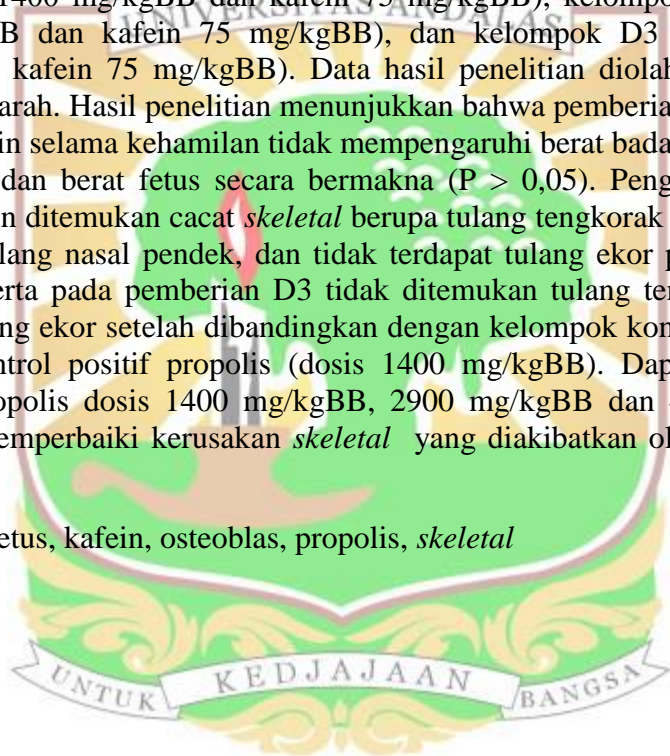 1400 mg/kgBB dan kafein 75 mg/kgBB), kelompo
UNIVERSITAS ANDALAS
B dan kafein 75 mg/kgBB), dan kelompok D3
kafein 75 mg/kgBB). Data hasil penelitian diolah
arah. Hasil penelitian menunjukkan bahwa pemberia
in selama kehamilan tidak mempengaruhi berat bada
dan berat fetus secara bermakna (P > 0,05). Peng
n ditemukan cacat skeletal berupa tulang tengkorak
lang nasal pendek, dan tidak terdapat tulang ekor p
erta pada pemberian D3 tidak ditemukan tulang ter
ng ekor setelah dibandingkan dengan kelompok kon
ntrol positif propolis (dosis 1400 mg/kgBB). Dap
opolis dosis 1400 mg/kgBB, 2900 mg/kgBB dan
emperbaiki kerusakan skeletal yang diakibatkan ol
etus, kafein, osteoblas, propolis, skeletal
UNTUK KEDJAJAAN BANGSA